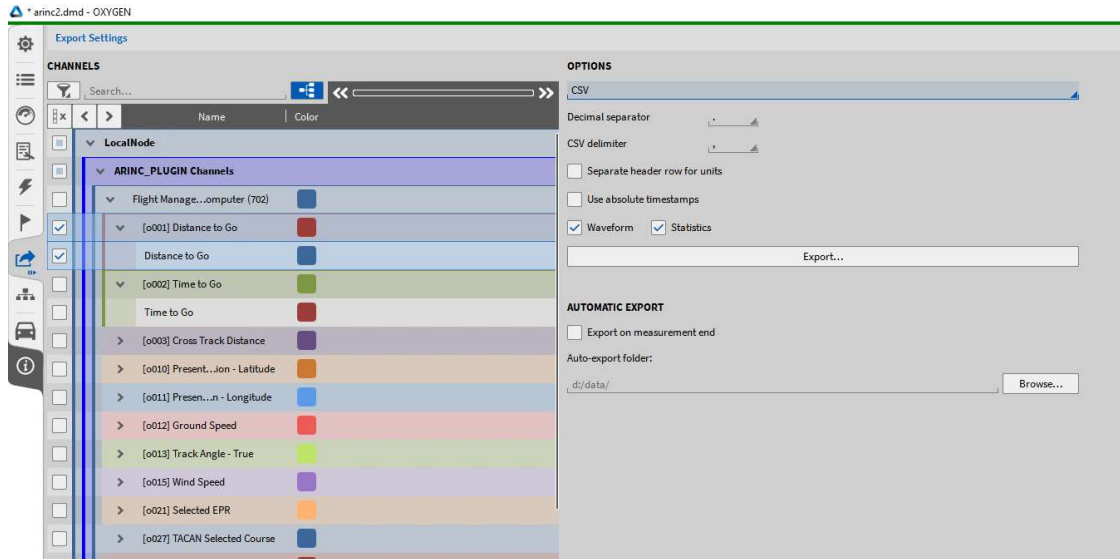 * arinc2.dmd - OXYGEN
Export Settings
CHANNELS
Search...
Name
Color
LocalNode
ARINC_PLUGIN Channels
Flight Manage...omputer (702)
[o001] Distance to Go
Distance to Go
[o002] Time to Go
Time to Go
[o003] Cross Track Distance
[o010] Present...ion - Latitude
[o011] Presen...n - Longitude
[o012] Ground Speed
[o013] Track Angle - True
[o015] Wind Speed
[o021] Selected EPR
[o027] TACAN Selected Course
OPTIONS
CSV
Decimal separator .
CSV delimiter ,
Separate header row for units
Use absolute timestamps
Waveform Statistics
Export...
AUTOMATIC EXPORT
Export on measurement end
Auto-export folder:
d:/data/ Browse...